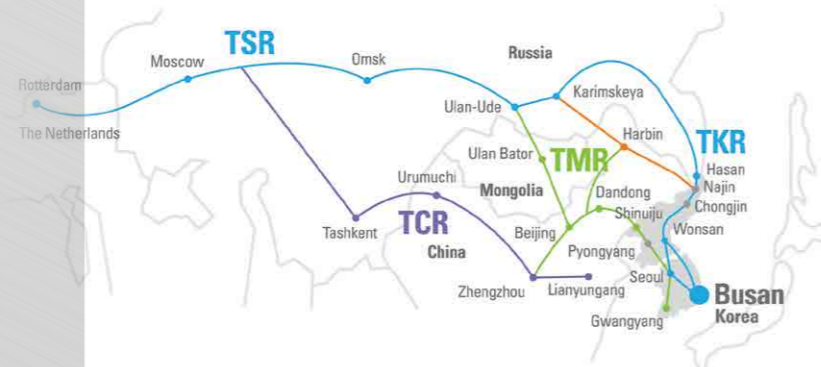 TSR
Moscow
Omsk
Russia
Rotterdam
Karimskeya
Ulan-Ude
The Netherlands
Harbin
TKR
Ulan Bator
TMR
Hasan
Urumuchi
Najin
Mongolia
Dandong
Chongjin
Shinuiju
TCR
Tashkent
Beijing
Wonsan
China
Pyongyang
Seoul
Zhengzhou
Lianyungang
Busan
Korea
Gwangyang